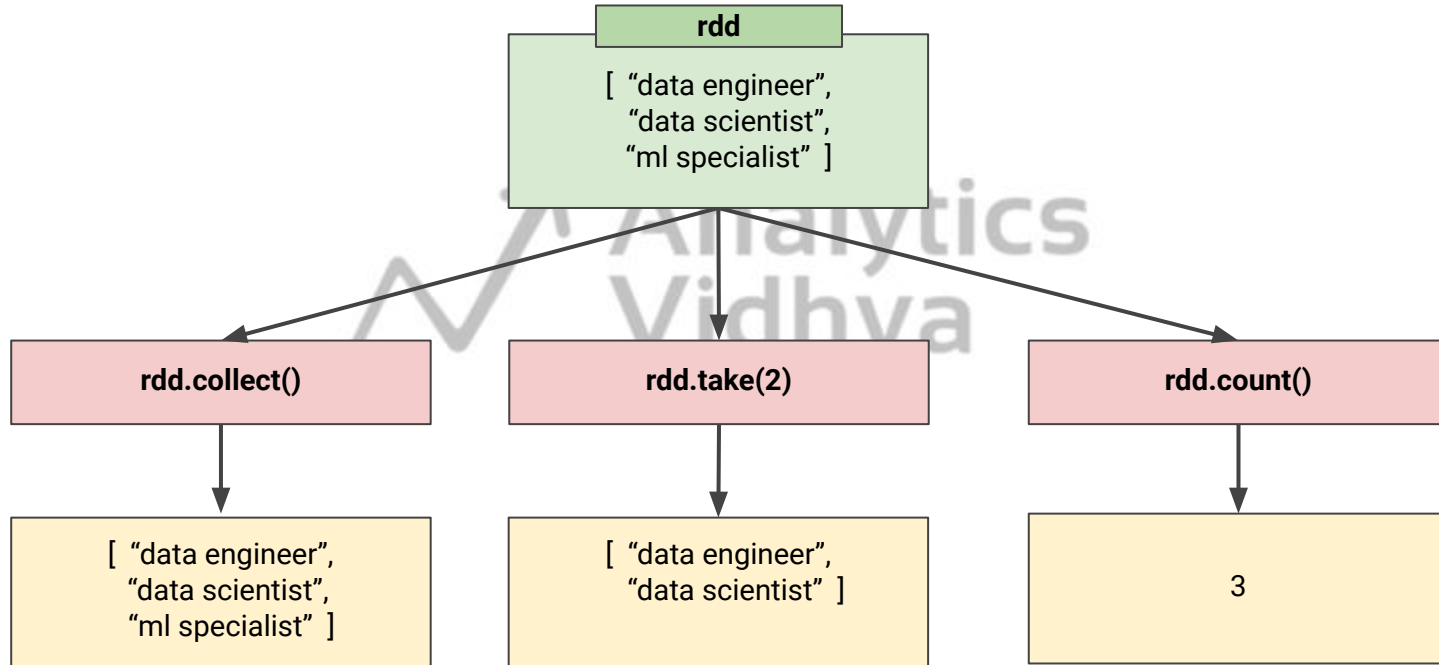 rdd
[ “data engineer”,
“data scientist”,
“ml specialist” ]
Analytics
Vidhya
rdd.collect()
rdd.take(2)
rdd.count()
[ “data engineer”,
“data scientist”,
“ml specialist” ]
[ “data engineer”,
“data scientist” ]
3